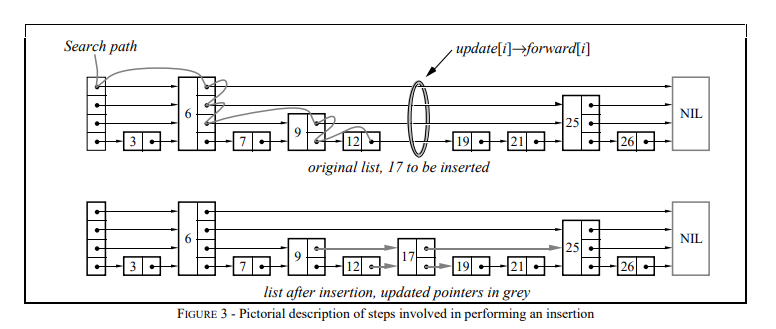 Search path
update[i]→forward[i]
6
NIL
25
9
3
7
12
19
21
26
original list, 17 to be inserted
6
NIL
25
9
17
3
7
12
19
21
26
list after insertion, updated pointers in grey
FIGURE 3 - Pictorial description of steps involved in performing an insertion